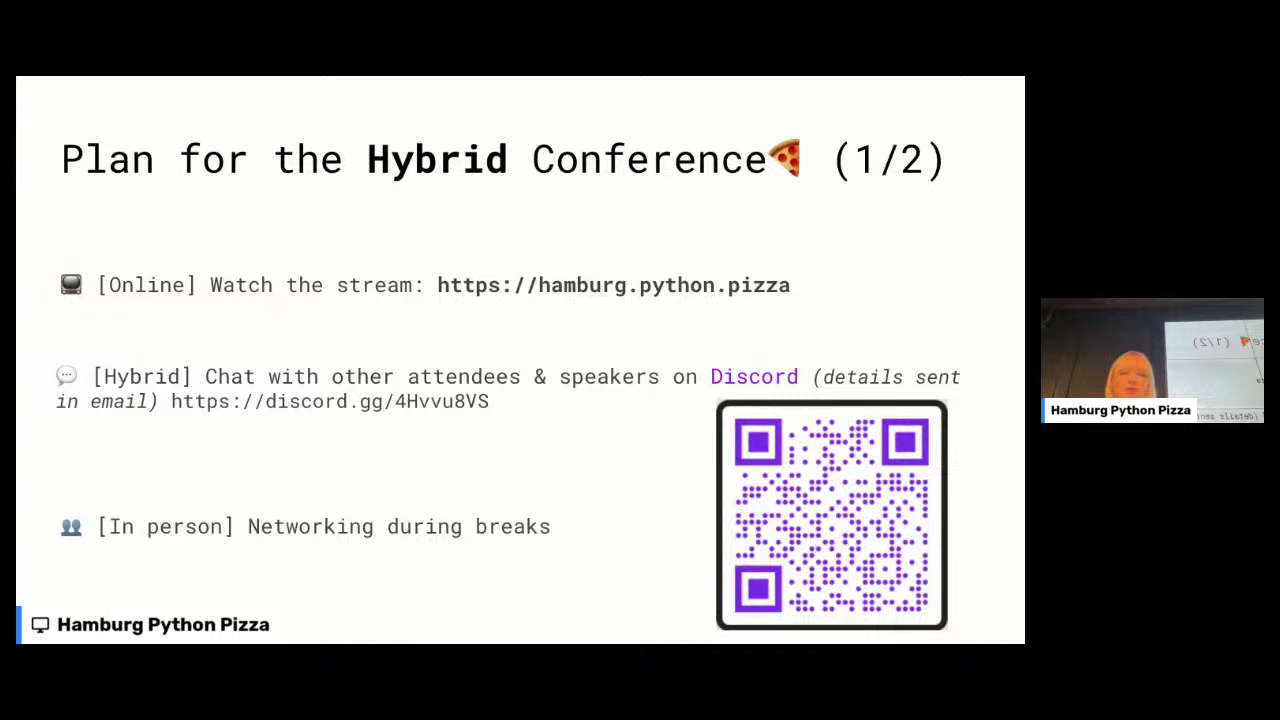 Plan for the Hybrid Conference🍕 (1/2)
[Online] Watch the stream: https://hamburg.python.pizza
[Hybrid] Chat with other attendees & speakers on Discord (details sent
in email) https://discord.gg/4Hvvu8VS
[In person] Networking during breaks
Hamburg Python Pizza
(1/2)
Hamburg Python Pizza